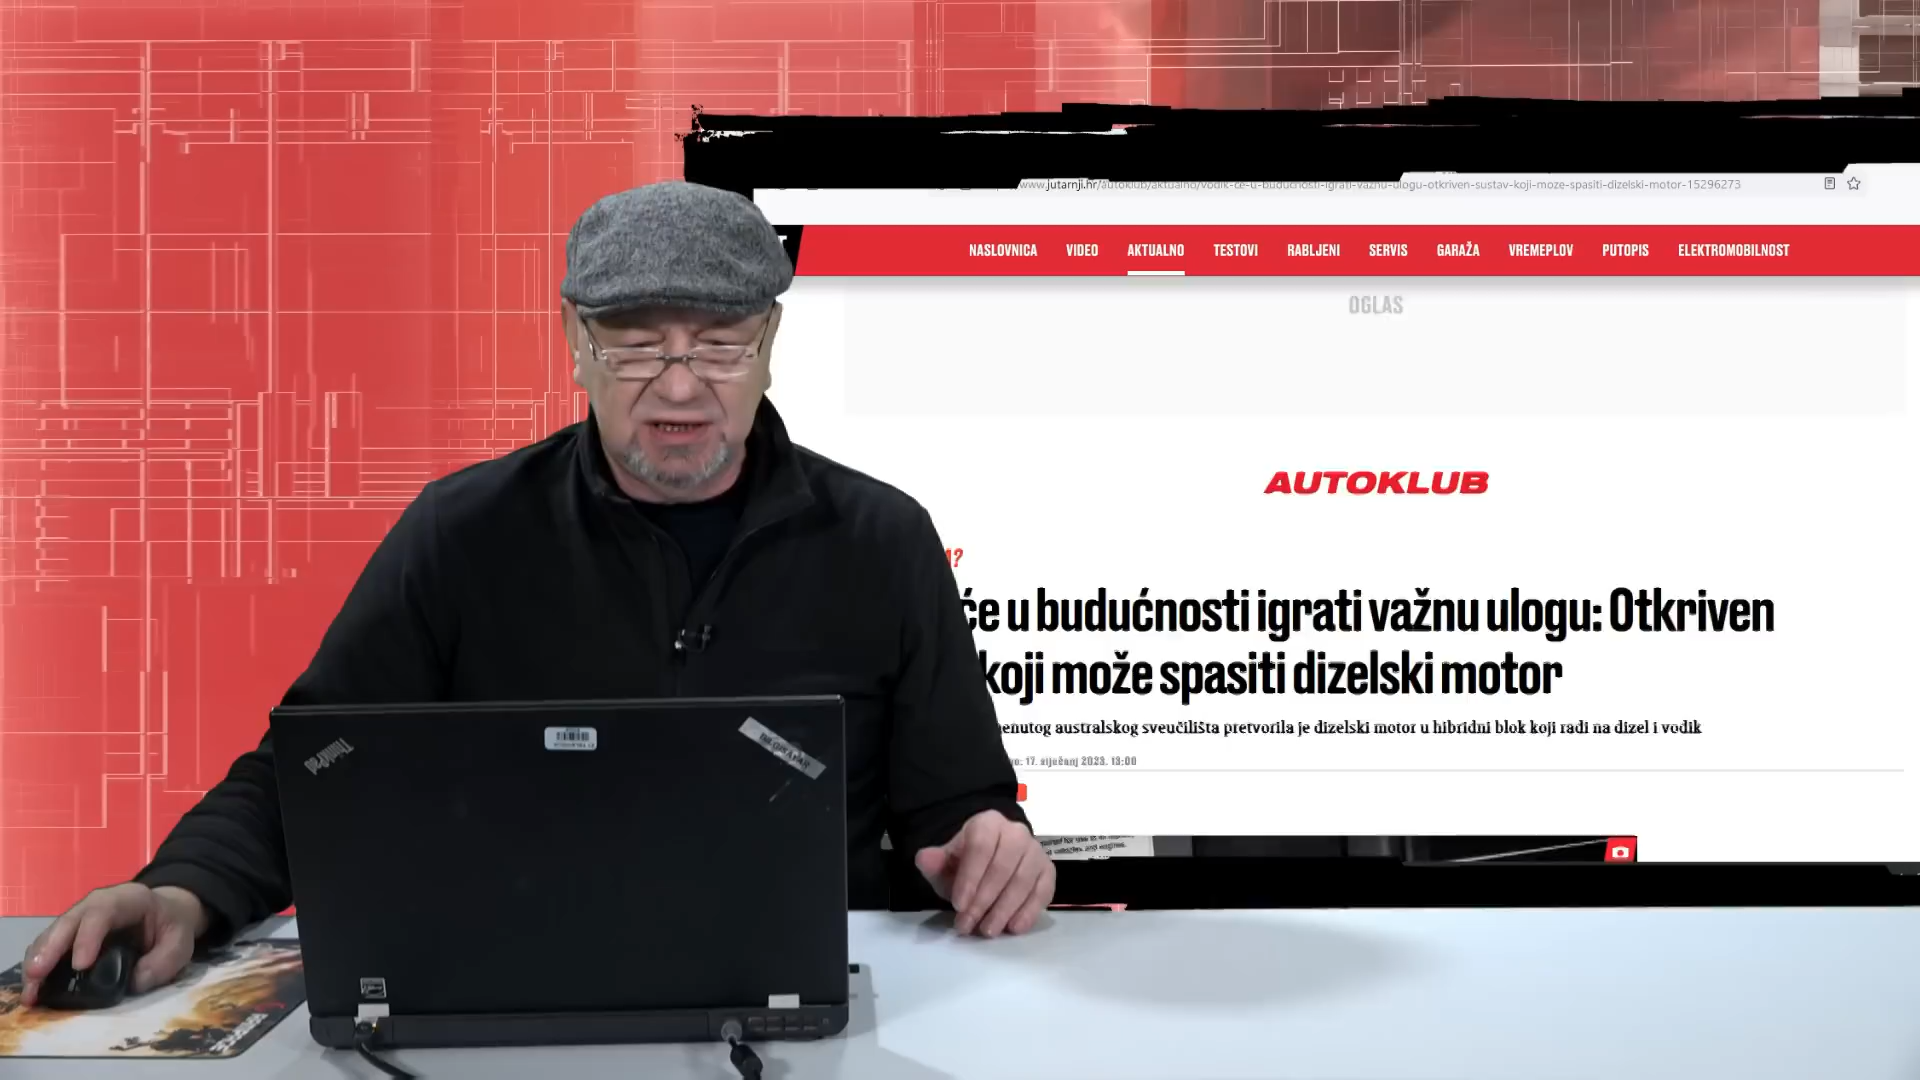 www.jutarnji.hr/autoklub/aktualno/vodik-ce-u-buducnosti-igrati-vaznu-ulogu-otkriven-sustav-koji-moze-spasiti-dizelski-motor-15296273
NASLOVNICA VIDEO AKTUALNO TESTOVI RABLJENI SERVIS GARAŽA VREMEPLOV PUTOPIS ELEKTROMOBILNOST
OGLAS
AUTOKLUB
A?
će u budućnosti igrati važnu ulogu: Otkriven
koji može spasiti dizelski motor
enutog australskog sveučilišta pretvorila je dizelski motor u hibridni blok koji radi na dizel i vodik
17. siječanj 2023. 13:00
ThinkPad